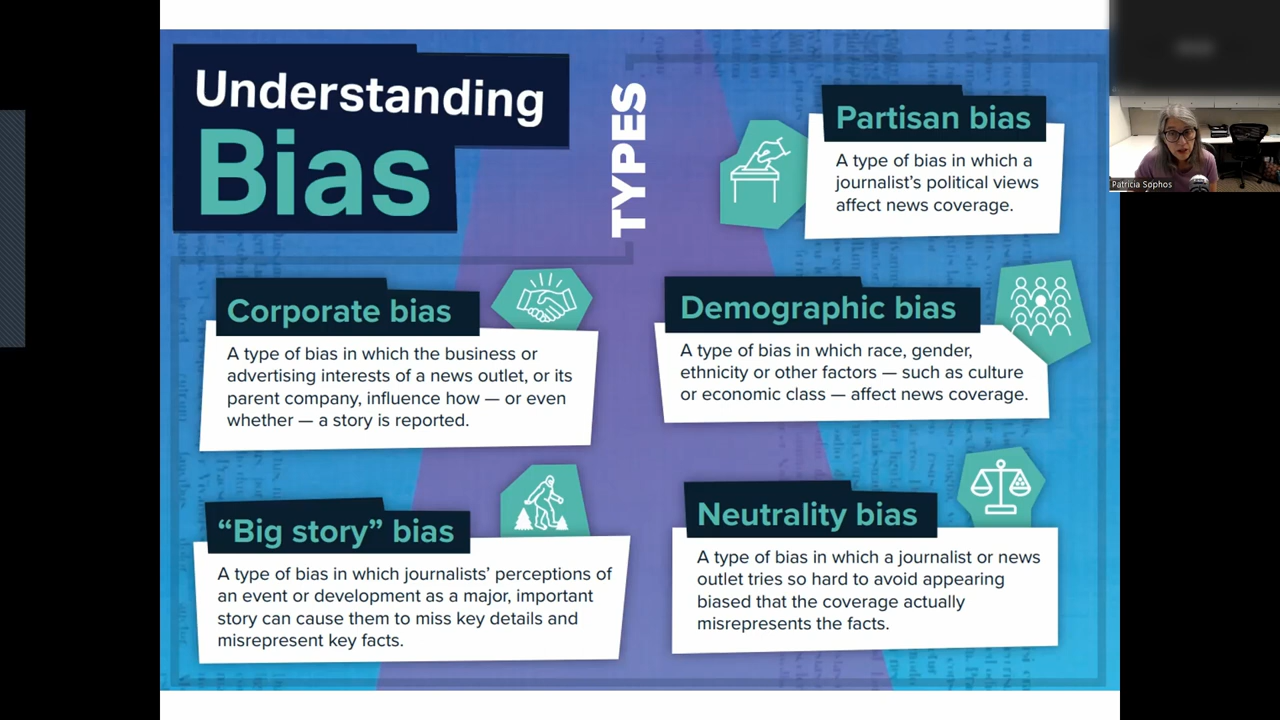 Understanding
Bias
TYPES
Partisan bias
A type of bias in which a
journalist’s political views
affect news coverage.
Corporate bias
A type of bias in which the business or
advertising interests of a news outlet, or its
parent company, influence how — or even
whether — a story is reported.
Demographic bias
A type of bias in which race, gender,
ethnicity or other factors — such as culture
or economic class — affect news coverage.
“Big story” bias
A type of bias in which journalists’ perceptions of
an event or development as a major, important
story can cause them to miss key details and
misrepresent key facts.
Neutrality bias
A type of bias in which a journalist or news
outlet tries so hard to avoid appearing
biased that the coverage actually
misrepresents the facts.
Patricia Sophos